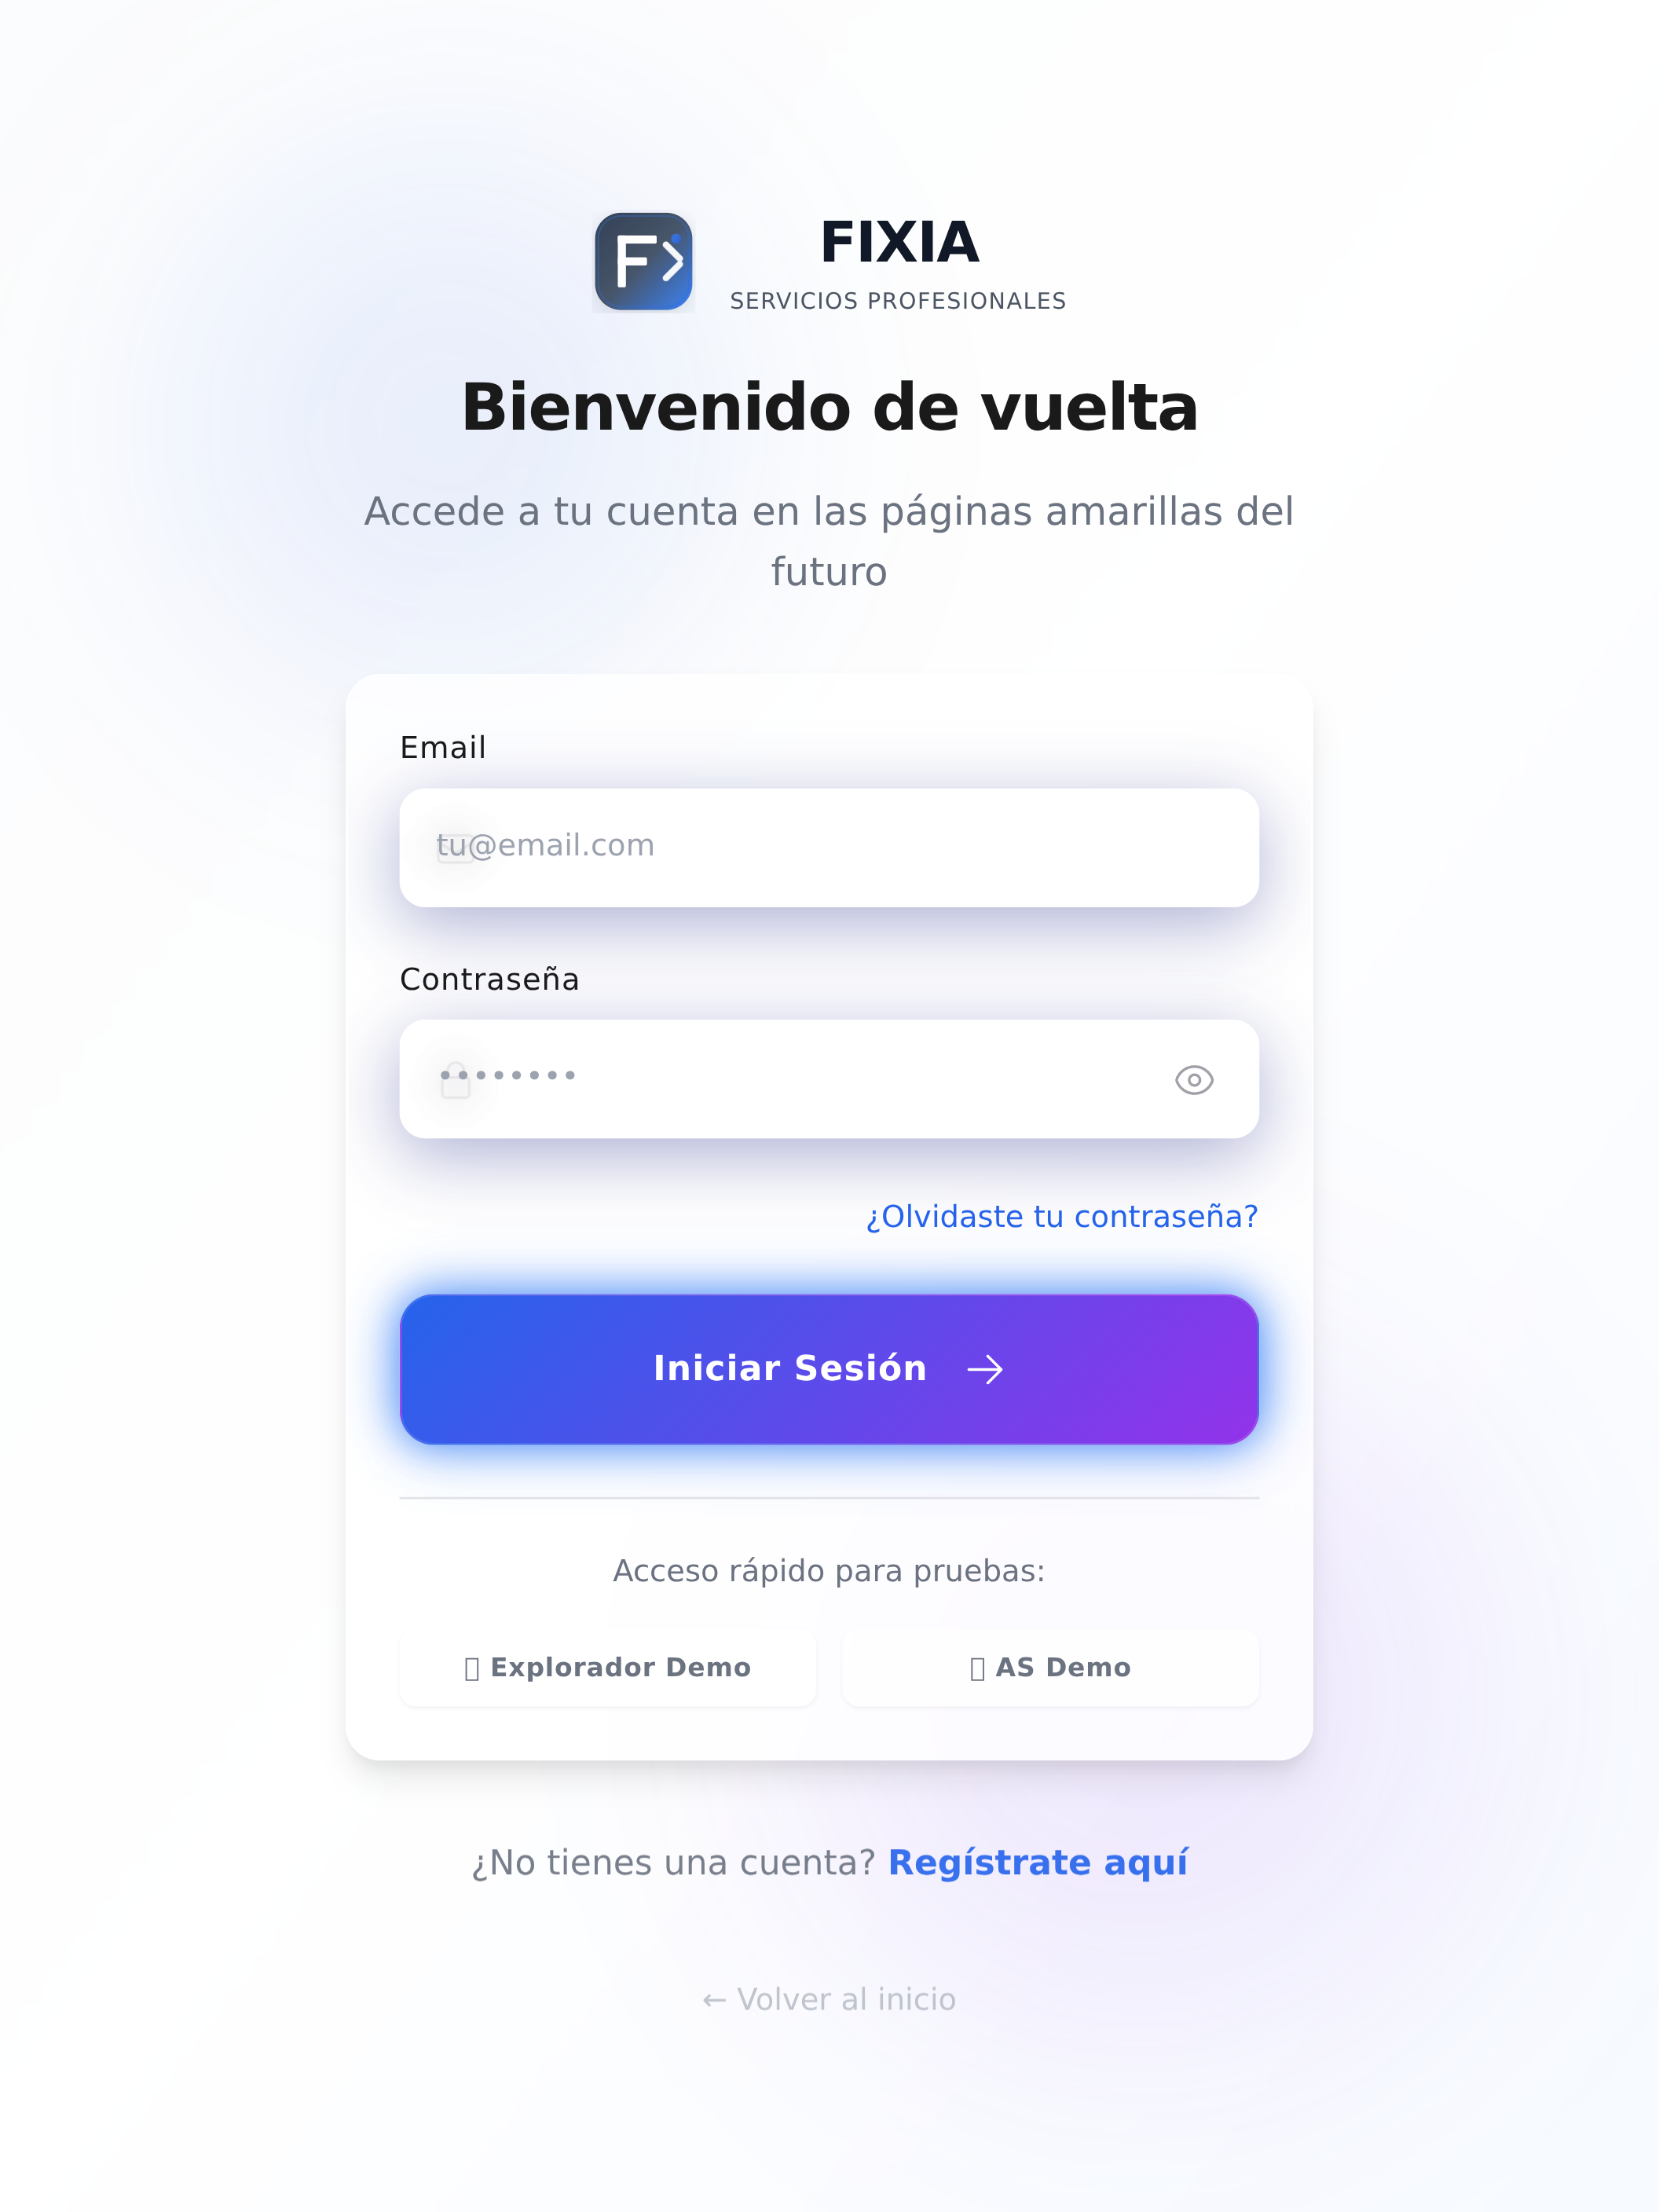 FIXIA
SERVICIOS PROFESIONALES
Bienvenido de vuelta
Accede a tu cuenta en las páginas amarillas del
futuro
Email
tu@email.com
Contraseña
••••••••
¿Olvidaste tu contraseña?
Iniciar Sesión →
Acceso rápido para pruebas:
Explorador Demo
AS Demo
¿No tienes una cuenta? Regístrate aquí
← Volver al inicio